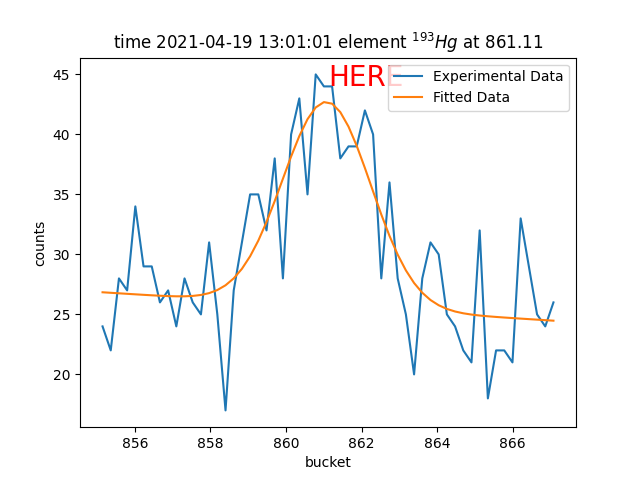 time 2021-04-19 13:01:01 element ¹⁹³Hg at 861.11
HERE
Experimental Data
Fitted Data
counts
45
40
35
30
25
20
856 858 860 862 864 866
bucket